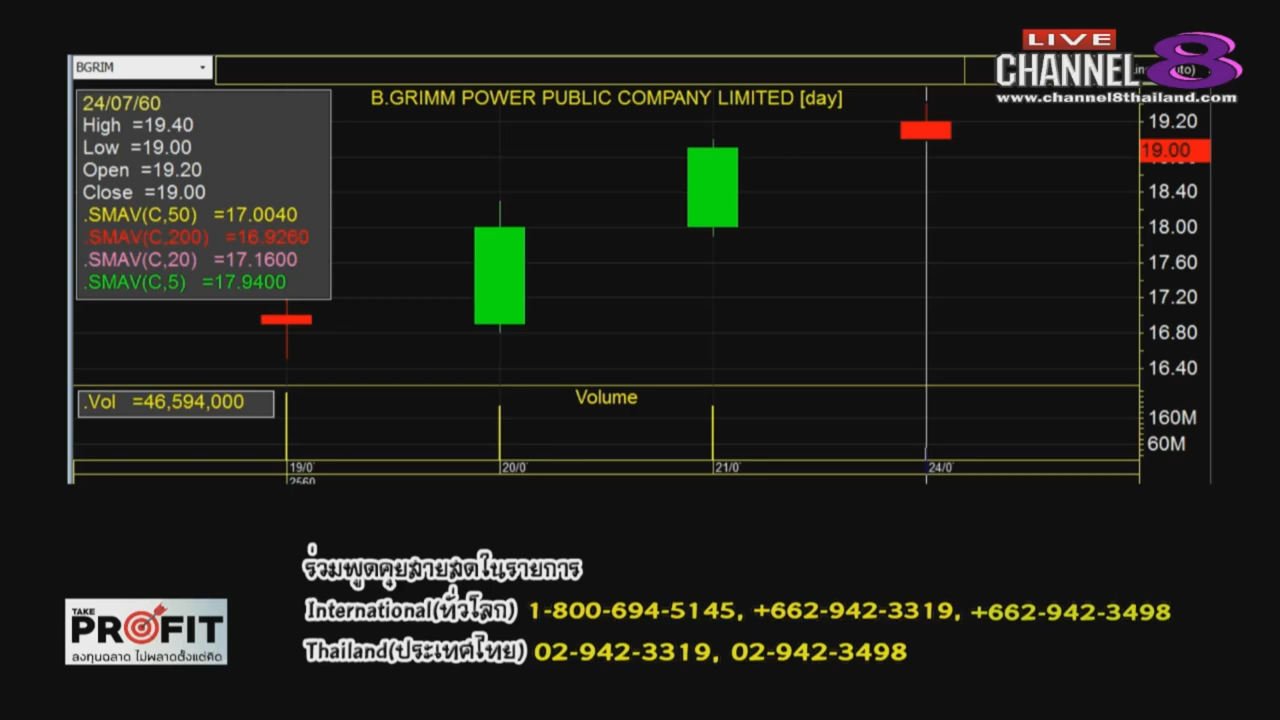 LIVE
CHANNEL 8
www.channel8thailand.com
BGRIM
24/07/60
High =19.40
Low =19.00
Open =19.20
Close =19.00
.SMAV(C,50) =17.0040
.SMAV(C,200) =16.9260
.SMAV(C,20) =17.1600
.SMAV(C,5) =17.9400
B.GRIMM POWER PUBLIC COMPANY LIMITED [day]
19.20
19.00
18.40
18.00
17.60
17.20
16.80
16.40
.Vol =46,594,000
Volume
160M
60M
19/0 20/0 21/0 24/0
2560
ร่วมพูดคุยสายสดในรายการ
International(ทั่วโลก) 1-800-694-5145, +662-942-3319, +662-942-3498
Thailand(ประเทศไทย) 02-942-3319, 02-942-3498
TAKE
PROFIT
ลงทุนฉลาด ไม่พลาดตั้งแต่คิด